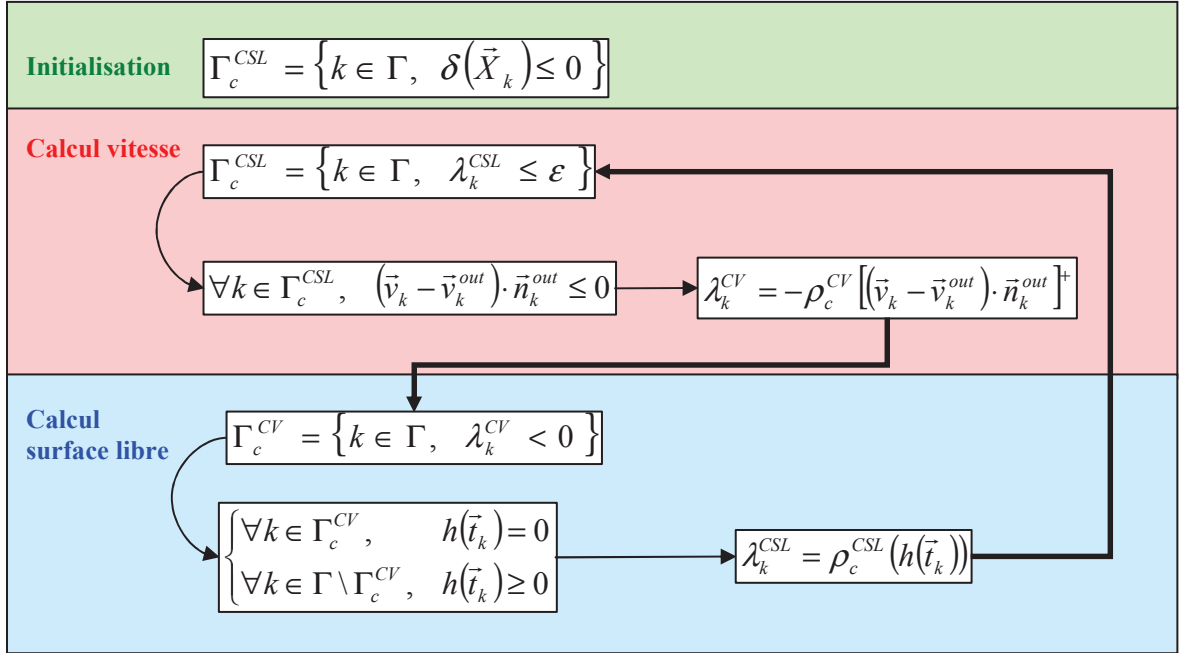 Initialisation
Γ_c^{CSL} = {k ∈ Γ, δ(X⃗_k) ≤ 0}
Calcul vitesse
Γ_c^{CSL} = {k ∈ Γ, λ_k^{CSL} ≤ ε}
∀k ∈ Γ_c^{CSL}, (v⃗_k − v⃗_k^{out}) · n⃗_k^{out} ≤ 0
λ_k^{CV} = −ρ_c^{CV} [(v⃗_k − v⃗_k^{out}) · n⃗_k^{out}]^+
Calcul
surface libre
Γ_c^{CV} = {k ∈ Γ, λ_k^{CV} < 0}
∀k ∈ Γ_c^{CV}, h(t⃗_k) = 0
∀k ∈ Γ \ Γ_c^{CV}, h(t⃗_k) ≥ 0
λ_k^{CSL} = ρ_c^{CSL} (h(t⃗_k))